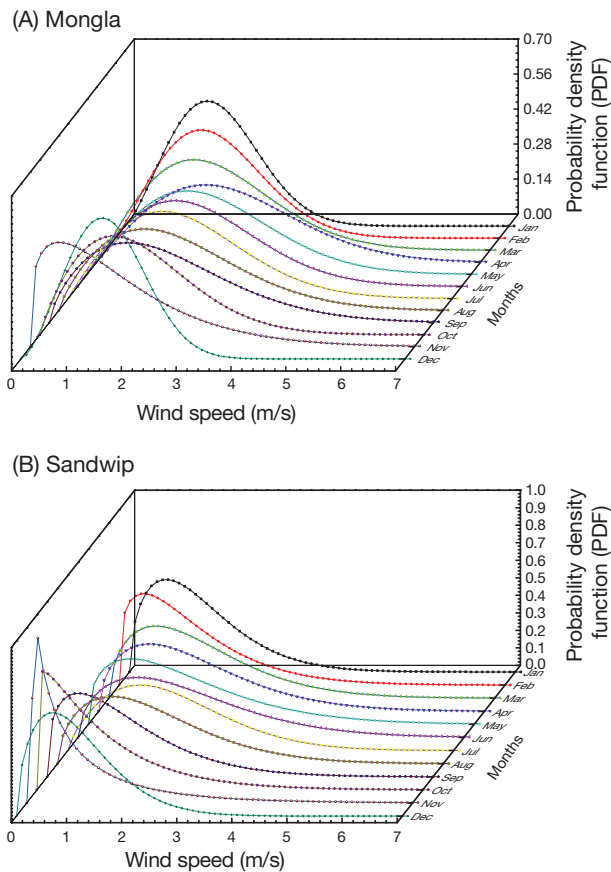 (A) Mongla
0.70
0.56
0.42
0.28
0.14
0.00
Probability density
function (PDF)
Jan
Feb
Mar
Apr
May
Jun
Jul
Aug
Sep
Oct
Nov
Dec
Months
0 1 2 3 4 5 6 7
Wind speed (m/s)
(B) Sandwip
1.0
0.9
0.8
0.7
0.6
0.5
0.4
0.3
0.2
0.1
0.0
Probability density
function (PDF)
Jan
Feb
Mar
Apr
May
Jun
Jul
Aug
Sep
Oct
Nov
Dec
Months
0 1 2 3 4 5 6 7
Wind speed (m/s)